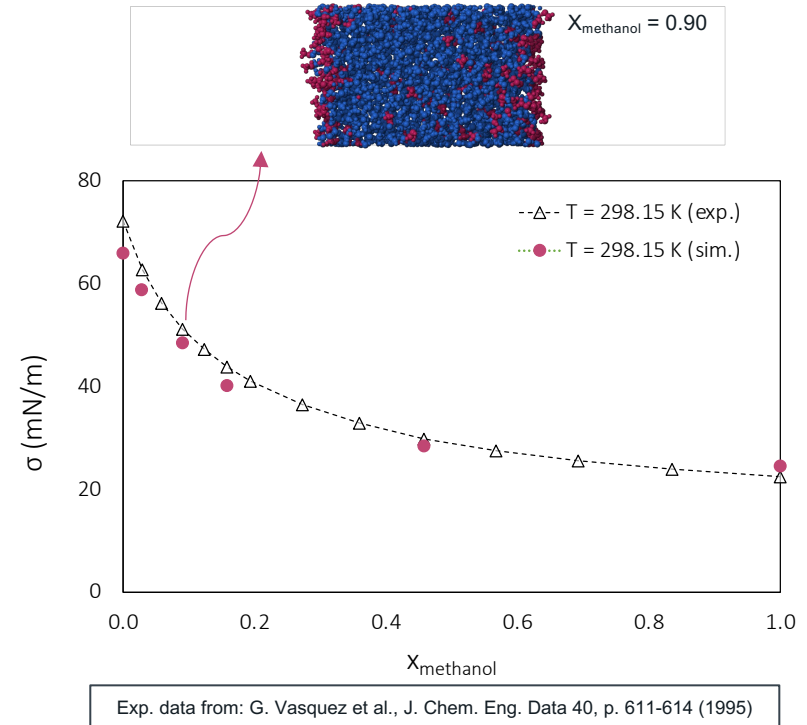 X_methanol = 0.90
80
60
40
20
0
σ (mN/m)
T = 298.15 K (exp.)
T = 298.15 K (sim.)
0.0 0.2 0.4 0.6 0.8 1.0
X_methanol
Exp. data from: G. Vasquez et al., J. Chem. Eng. Data 40, p. 611-614 (1995)